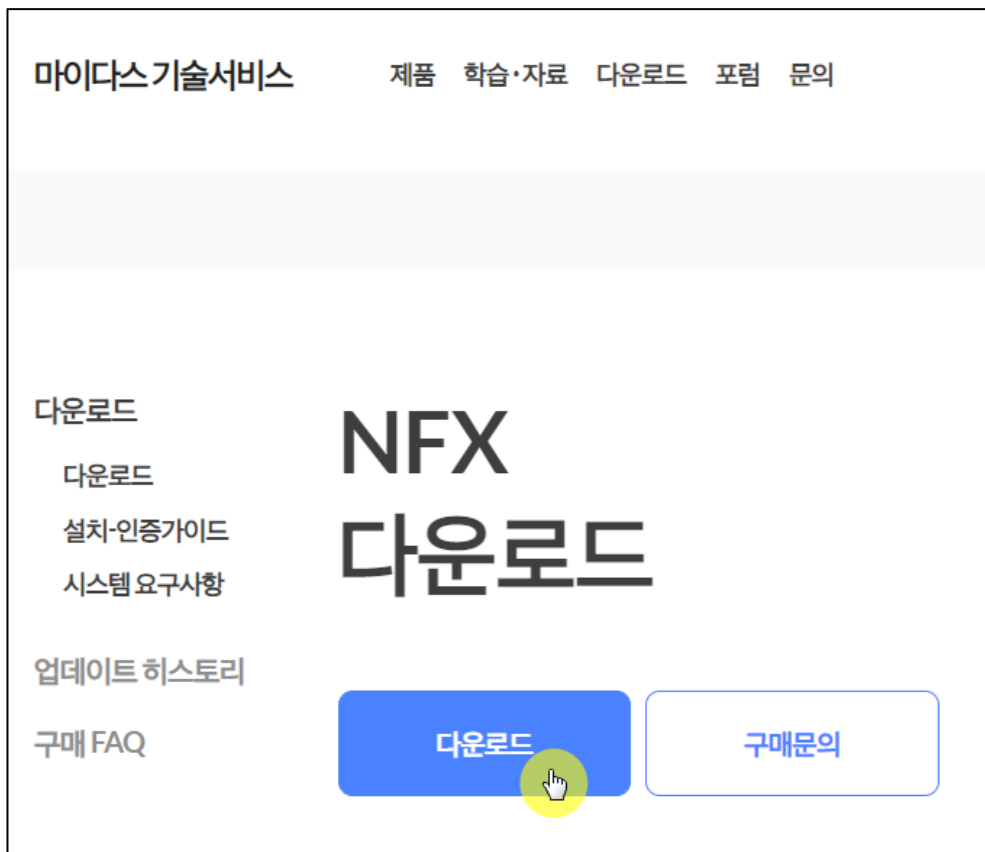 마이다스 기술서비스 제품 학습·자료 다운로드 포럼 문의
다운로드
다운로드
설치-인증가이드
시스템 요구사항
업데이트 히스토리
구매 FAQ
NFX
다운로드
다운로드 구매문의